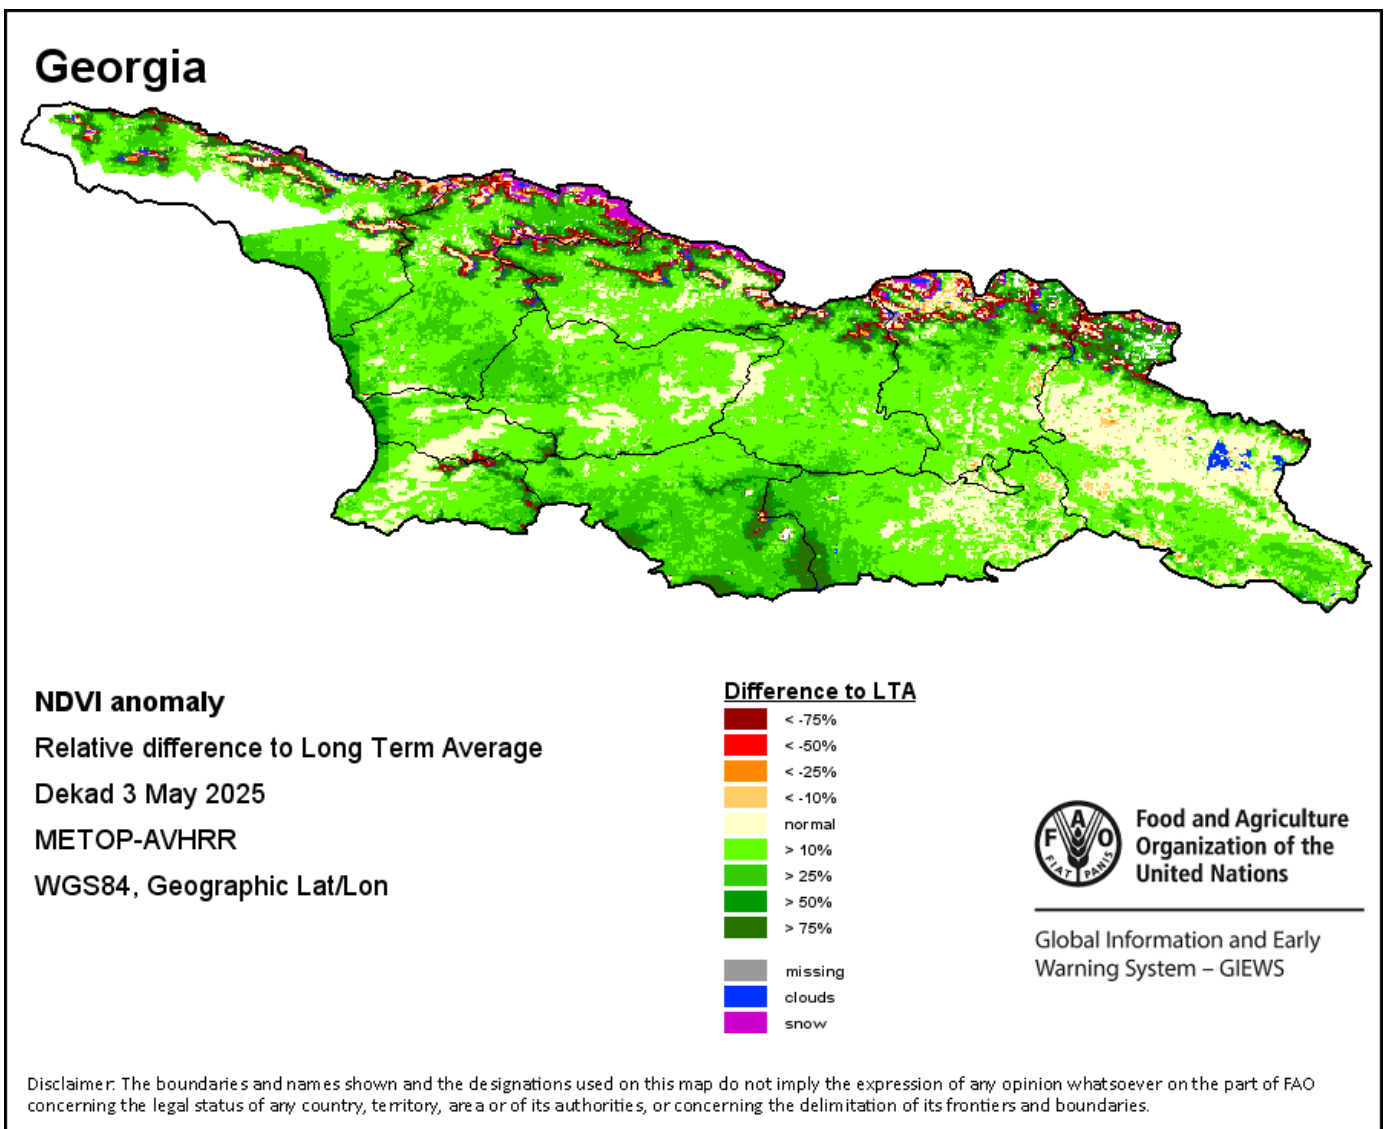 Georgia
NDVI anomaly
Relative difference to Long Term Average
Dekad 3 May 2025
METOP-AVHRR
WGS84, Geographic Lat/Lon
Difference to LTA
< -75%
< -50%
< -25%
< -10%
normal
> 10%
> 25%
> 50%
> 75%
missing
clouds
snow
F A O
FIAT PANIS
Food and Agriculture
Organization of the
United Nations
Global Information and Early
Warning System – GIEWS
Disclaimer: The boundaries and names shown and the designations used on this map do not imply the expression of any opinion whatsoever on the part of FAO
concerning the legal status of any country, territory, area or of its authorities, or concerning the delimitation of its frontiers and boundaries.